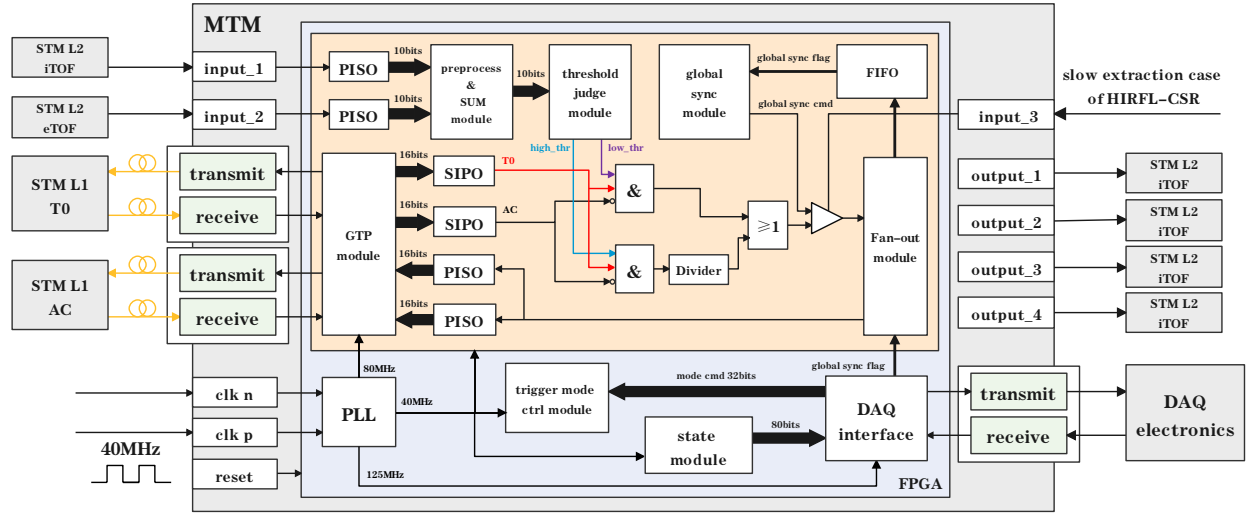 MTM
STM L2
iTOF
input_1
PISO
10bits
preprocess
&
SUM
module
10bits
threshold
judge
module
global
sync
module
global sync flag
FIFO
slow extraction case
of HIRFL-CSR
STM L2
eTOF
input_2
PISO
10bits
global sync cmd
input_3
high_thr
low_thr
STM L1
T0
transmit
receive
GTP
module
16bits
SIPO
T0
&
output_1
STM L2
iTOF
16bits
SIPO
AC
≥1
Fan-out
module
output_2
STM L2
iTOF
STM L1
AC
transmit
receive
16bits
PISO
&
Divider
output_3
STM L2
iTOF
16bits
PISO
output_4
STM L2
iTOF
80MHz
global sync flag
clk n
PLL
40MHz
trigger mode
ctrl module
mode cmd 32bits
DAQ
interface
transmit
receive
DAQ
electronics
clk p
state
module
80bits
40MHz
reset
125MHz
FPGA